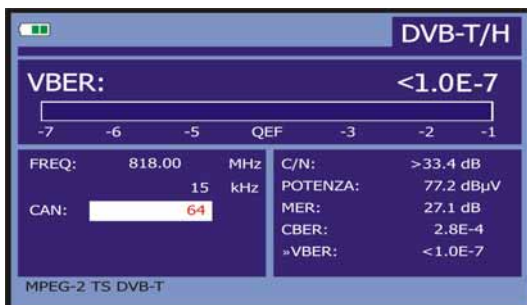 DVB-T/H
VBER: <1.0E-7
-7 -6 -5 QEF -3 -2 -1
FREQ: 818.00 MHz
15 kHz
CAN: 64
C/N: >33.4 dB
POTENZA: 77.2 dBµV
MER: 27.1 dB
CBER: 2.8E-4
»VBER: <1.0E-7
MPEG-2 TS DVB-T